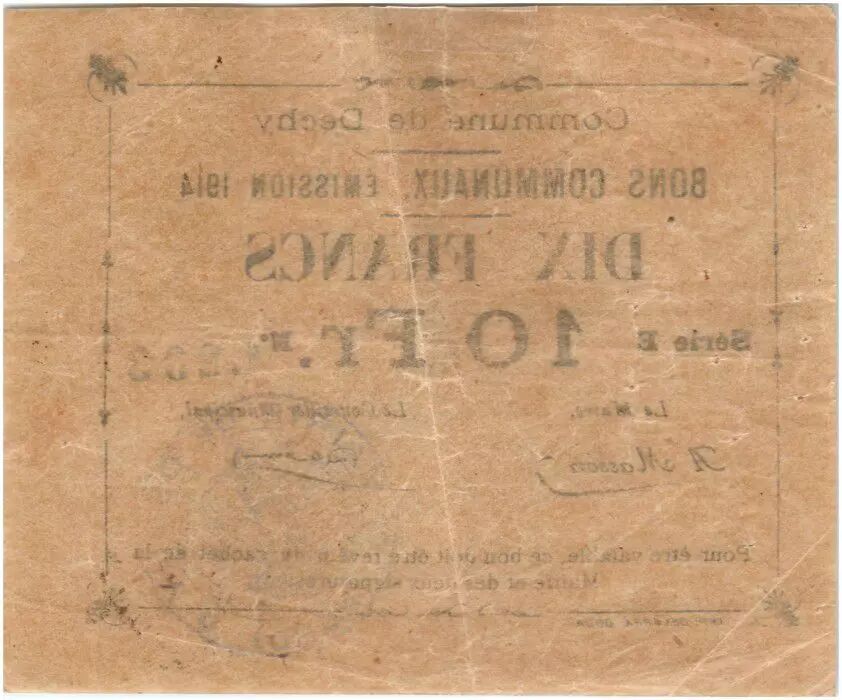 Commune de Dechy
BONS COMMUNAUX, EMISSION 1914
DIX FRANCS
Série E 10 Fr. N°
Le Maire, Le Conseiller municipal,
A Masson
Pour être valable, ce bon doit être revêtu du cachet de la
Mairie et des deux signatures